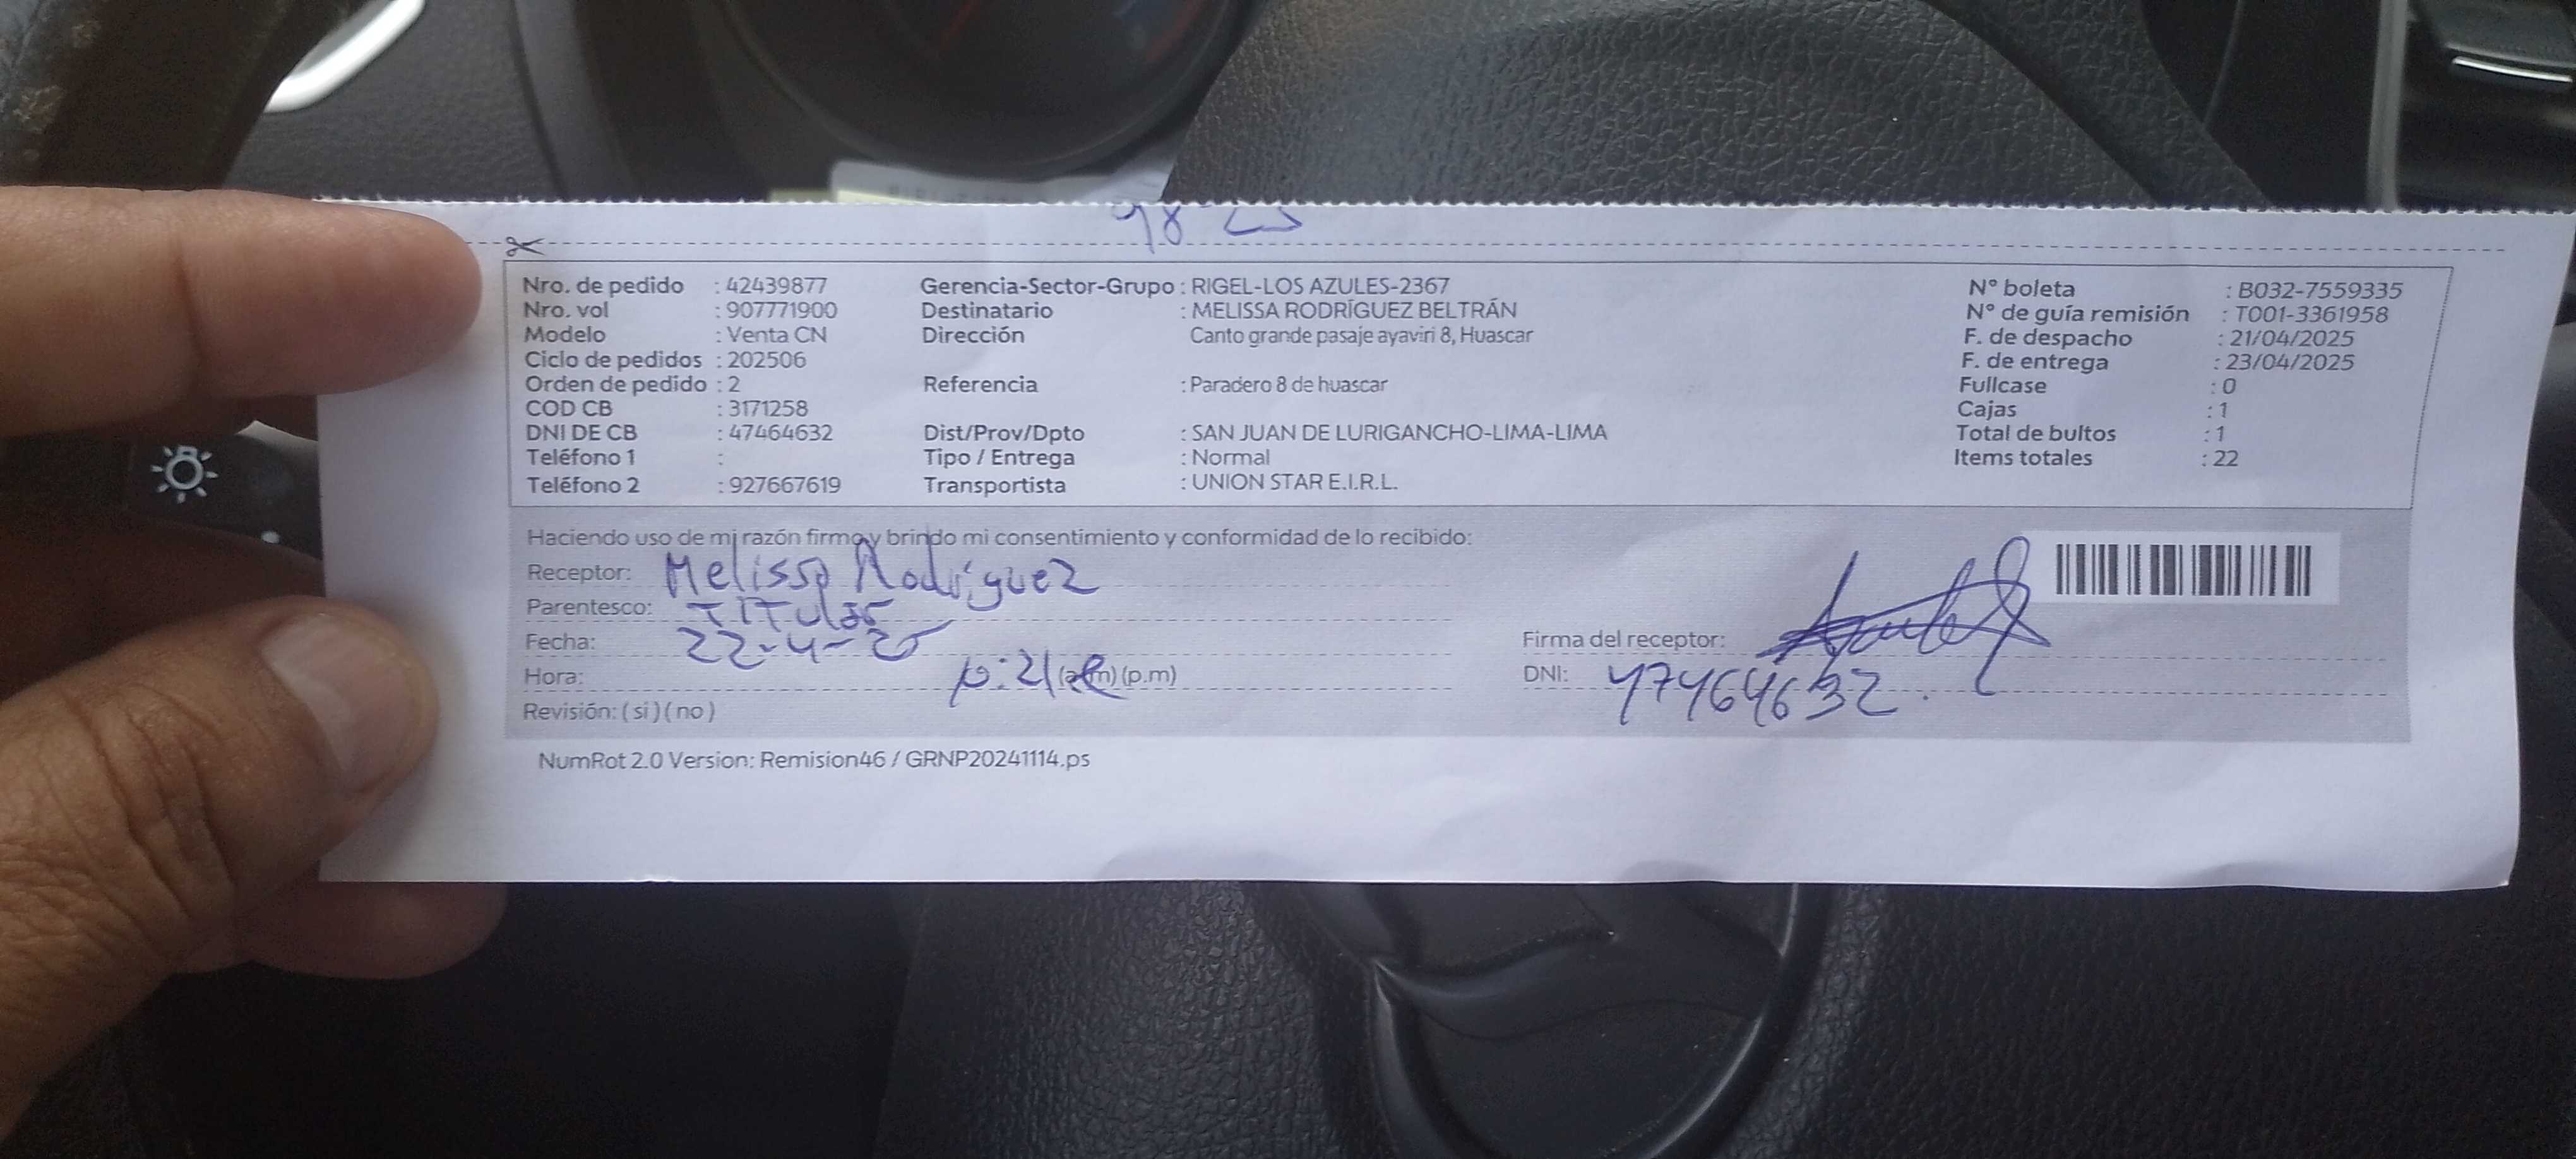 Nro. de pedido : 42439877 Gerencia-Sector-Grupo : RIGEL-LOS AZULES-2367 N° boleta : B032-7559335
Nro. vol : 907771900 Destinatario : MELISSA RODRÍGUEZ BELTRÁN N° de guía remisión : T001-3361958
Modelo : Venta CN Dirección Canto grande pasaje ayaviri 8, Huascar F. de despacho : 21/04/2025
Ciclo de pedidos : 202506 F. de entrega : 23/04/2025
Orden de pedido : 2 Referencia : Paradero 8 de huascar Fullcase : 0
COD CB : 3171258 Cajas : 1
DNI DE CB : 47464632 Dist/Prov/Dpto : SAN JUAN DE LURIGANCHO-LIMA-LIMA Total de bultos : 1
Teléfono 1 : Tipo / Entrega : Normal Items totales : 22
Teléfono 2 : 927667619 Transportista : UNION STAR E.I.R.L.
Haciendo uso de mi razón firmo y brindo mi consentimiento y conformidad de lo recibido:
Receptor: Melissa Rodríguez
Parentesco: TITular
Fecha: 22-4-25 Firma del receptor:
Hora: (p.m) DNI: 47464632
Revisión: ( si ) ( no )
NumRot 2.0 Version: Remision46 / GRNP20241114.ps